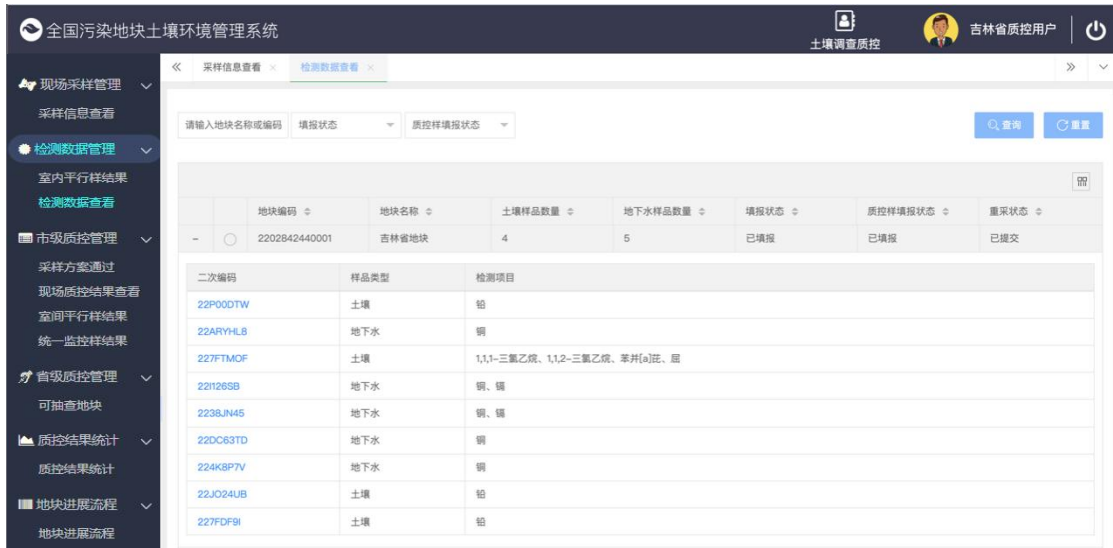 全国污染地块土壤环境管理系统
土壤调查质控
吉林省质控用户
现场采样管理
采样信息查看
检测数据管理
室内平行样结果
检测数据查看
市级质控管理
采样方案通过
现场质控结果查看
室间平行样结果
统一监控样结果
省级质控管理
可抽查地块
质控结果统计
质控结果统计
地块进展流程
地块进展流程
采样信息查看 × 检测数据查看 ×
请输入地块名称或编码 填报状态 质控样填报状态 查询 重置
地块编码 地块名称 土壤样品数量 地下水样品数量 填报状态 质控样填报状态 重采状态
2202842440001 吉林省地块 4 5 已填报 已填报 已提交
二次编码 样品类型 检测项目
22P00DTW 土壤 铅
22ARYHL8 地下水 铜
227FTMOF 土壤 1,1,1-三氯乙烷、1,1,2-三氯乙烷、苯并[a]芘、屈
22I126SB 地下水 铜、镉
2238JN45 地下水 铜、镉
22DC63TD 地下水 铜
224K8P7V 地下水 铜
22JO24UB 土壤 铅
227FDF9I 土壤 铅